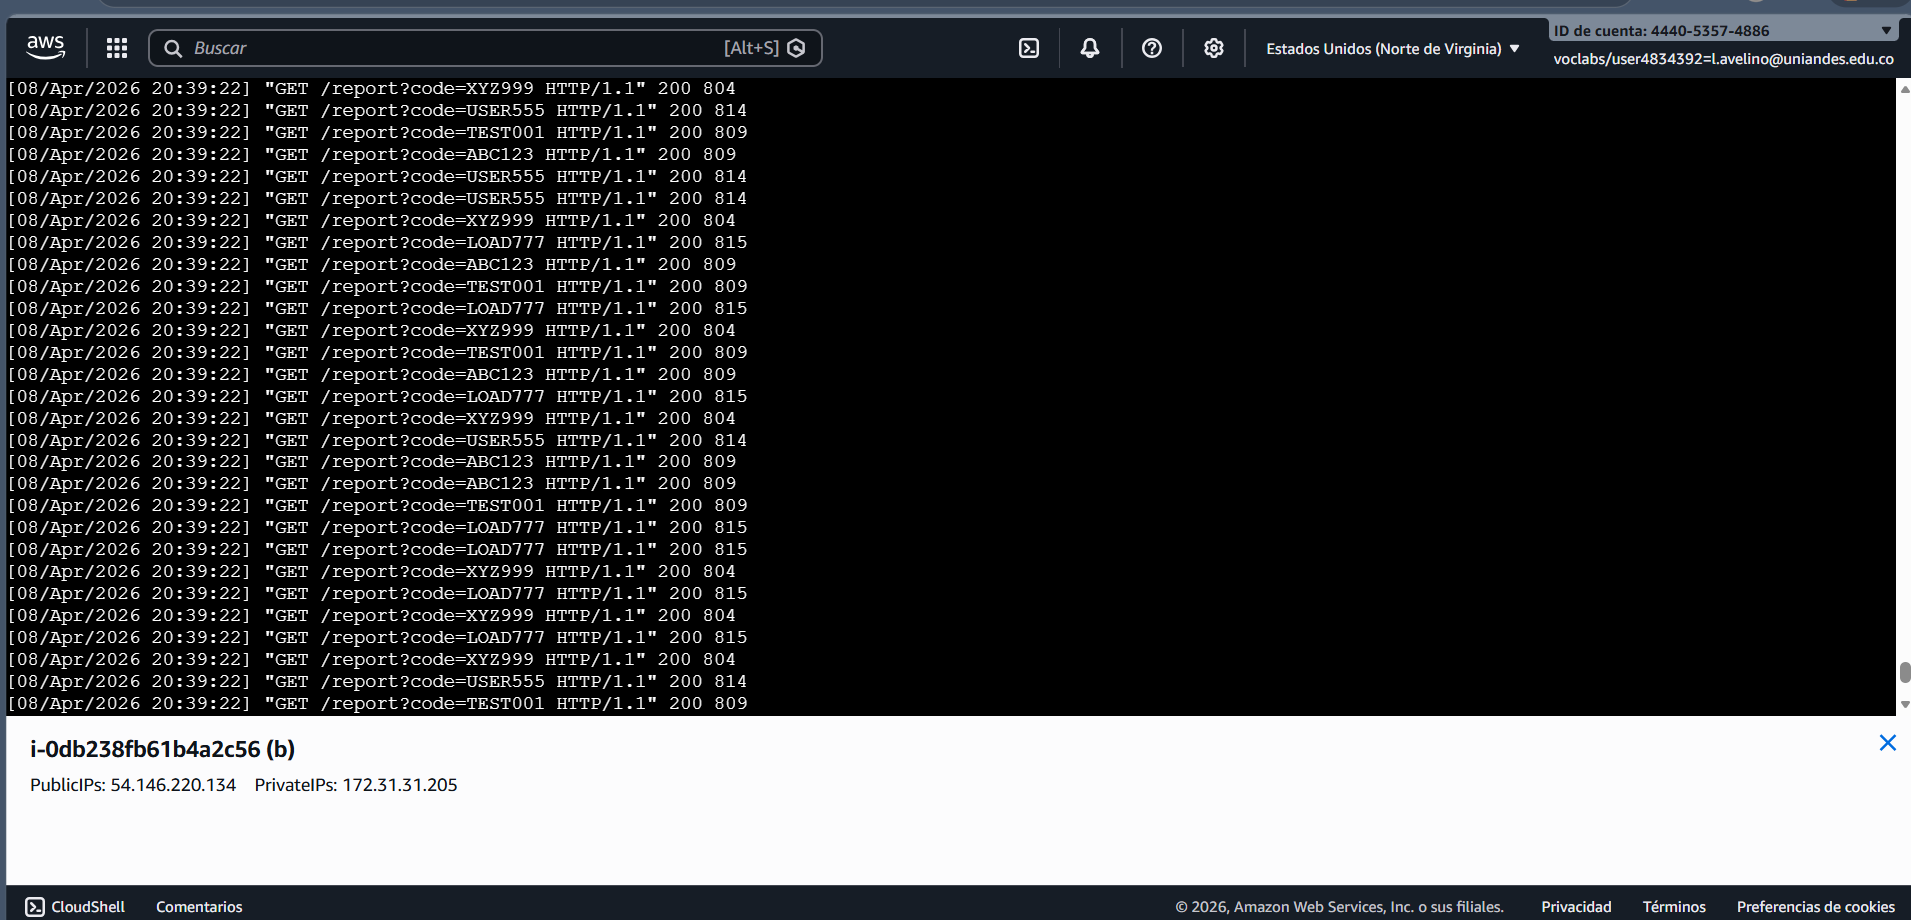 aws
Buscar [Alt+S]
Estados Unidos (Norte de Virginia)
ID de cuenta: 4440-5357-4886
voclabs/user4834392=l.avelino@uniandes.edu.co
[08/Apr/2026 20:39:22] "GET /report?code=XYZ999 HTTP/1.1" 200 804
[08/Apr/2026 20:39:22] "GET /report?code=USER555 HTTP/1.1" 200 814
[08/Apr/2026 20:39:22] "GET /report?code=TEST001 HTTP/1.1" 200 809
[08/Apr/2026 20:39:22] "GET /report?code=ABC123 HTTP/1.1" 200 809
[08/Apr/2026 20:39:22] "GET /report?code=USER555 HTTP/1.1" 200 814
[08/Apr/2026 20:39:22] "GET /report?code=USER555 HTTP/1.1" 200 814
[08/Apr/2026 20:39:22] "GET /report?code=XYZ999 HTTP/1.1" 200 804
[08/Apr/2026 20:39:22] "GET /report?code=LOAD777 HTTP/1.1" 200 815
[08/Apr/2026 20:39:22] "GET /report?code=ABC123 HTTP/1.1" 200 809
[08/Apr/2026 20:39:22] "GET /report?code=TEST001 HTTP/1.1" 200 809
[08/Apr/2026 20:39:22] "GET /report?code=LOAD777 HTTP/1.1" 200 815
[08/Apr/2026 20:39:22] "GET /report?code=XYZ999 HTTP/1.1" 200 804
[08/Apr/2026 20:39:22] "GET /report?code=TEST001 HTTP/1.1" 200 809
[08/Apr/2026 20:39:22] "GET /report?code=ABC123 HTTP/1.1" 200 809
[08/Apr/2026 20:39:22] "GET /report?code=LOAD777 HTTP/1.1" 200 815
[08/Apr/2026 20:39:22] "GET /report?code=XYZ999 HTTP/1.1" 200 804
[08/Apr/2026 20:39:22] "GET /report?code=USER555 HTTP/1.1" 200 814
[08/Apr/2026 20:39:22] "GET /report?code=ABC123 HTTP/1.1" 200 809
[08/Apr/2026 20:39:22] "GET /report?code=ABC123 HTTP/1.1" 200 809
[08/Apr/2026 20:39:22] "GET /report?code=TEST001 HTTP/1.1" 200 809
[08/Apr/2026 20:39:22] "GET /report?code=LOAD777 HTTP/1.1" 200 815
[08/Apr/2026 20:39:22] "GET /report?code=LOAD777 HTTP/1.1" 200 815
[08/Apr/2026 20:39:22] "GET /report?code=XYZ999 HTTP/1.1" 200 804
[08/Apr/2026 20:39:22] "GET /report?code=LOAD777 HTTP/1.1" 200 815
[08/Apr/2026 20:39:22] "GET /report?code=XYZ999 HTTP/1.1" 200 804
[08/Apr/2026 20:39:22] "GET /report?code=LOAD777 HTTP/1.1" 200 815
[08/Apr/2026 20:39:22] "GET /report?code=XYZ999 HTTP/1.1" 200 804
[08/Apr/2026 20:39:22] "GET /report?code=USER555 HTTP/1.1" 200 814
[08/Apr/2026 20:39:22] "GET /report?code=TEST001 HTTP/1.1" 200 809
i-0db238fb61b4a2c56 (b)
PublicIPs: 54.146.220.134 PrivateIPs: 172.31.31.205
CloudShell Comentarios © 2026, Amazon Web Services, Inc. o sus filiales. Privacidad Términos Preferencias de cookies